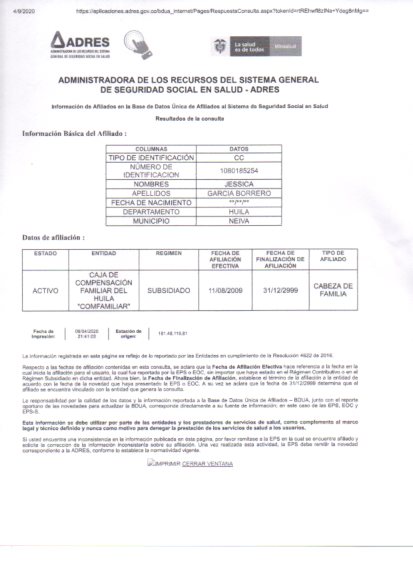 4/9/2020
https://aplicaciones.adres.gov.co/bdua_internet/Pages/RespuestaConsulta.aspx?tokenId=
ADRES
La salud es de todos
Minsalud
ADMINISTRADORA DE LOS RECURSOS DEL SISTEMA GENERAL
DE SEGURIDAD SOCIAL EN SALUD - ADRES
Información de Afiliados en la Base de Datos Única de Afiliados al Sistema de Seguridad Social en Salud
Resultados de la consulta
Información Básica del Afiliado :
COLUMNAS DATOS
TIPO DE IDENTIFICACIÓN CC
NÚMERO DE IDENTIFICACION 1080185254
NOMBRES JESSICA
APELLIDOS GARCIA BORRERO
FECHA DE NACIMIENTO **/**/**
DEPARTAMENTO HUILA
MUNICIPIO NEIVA
Datos de afiliación :
ESTADO ENTIDAD REGIMEN FECHA DE AFILIACIÓN EFECTIVA FECHA DE FINALIZACIÓN DE AFILIACIÓN TIPO DE AFILIADO
ACTIVO CAJA DE COMPENSACIÓN FAMILIAR DEL HUILA "COMFAMILIAR" SUBSIDIADO 11/08/2009 31/12/2999 CABEZA DE FAMILIA
Fecha de Impresión: 09/04/2020 21:41:03 Estación de origen: 181.48.119.81
La información registrada en esta página es reflejo de lo reportado por las Entidades en cumplimiento de la Resolución 4622 de 2016.
Respecto a las fechas de afiliación contenidas en esta consulta, se aclara que la Fecha de Afiliación Efectiva hace referencia a la fecha en la
cual inicia la afiliación para el usuario, la cual fue reportada por la EPS o EOC, sin importar que haya estado en el Régimen Contributivo o en el
Régimen Subsidiado en dicha entidad. Ahora bien, la Fecha de Finalización de Afiliación, establece el término de la afiliación a la entidad de
acuerdo con la fecha de la novedad que haya presentado la EPS o EOC. A su vez se aclara que la fecha de 31/12/2999 determina que el
afiliado se encuentra vinculado con la entidad que genera la consulta.
La responsabilidad por la calidad de los datos y la información reportada a la Base de Datos Única de Afiliados – BDUA, junto con el reporte
oportuno de las novedades para actualizar la BDUA, corresponde directamente a su fuente de información; en este caso de las EPS, EOC y
EPS-S.
Esta información se debe utilizar por parte de las entidades y los prestadores de servicios de salud, como complemento al marco
legal y técnico definido y nunca como motivo para denegar la prestación de los servicios de salud a los usuarios.
Si usted encuentra una inconsistencia en la información publicada en ésta página, por favor remítase a la EPS en la cual se encuentre afiliado y
solicite la corrección de la información inconsistente sobre su afiliación. Una vez realizada esta actividad, la EPS debe remitir la novedad
correspondiente a la ADRES, conforme lo establece la normatividad vigente.
IMPRIMIR CERRAR VENTANA